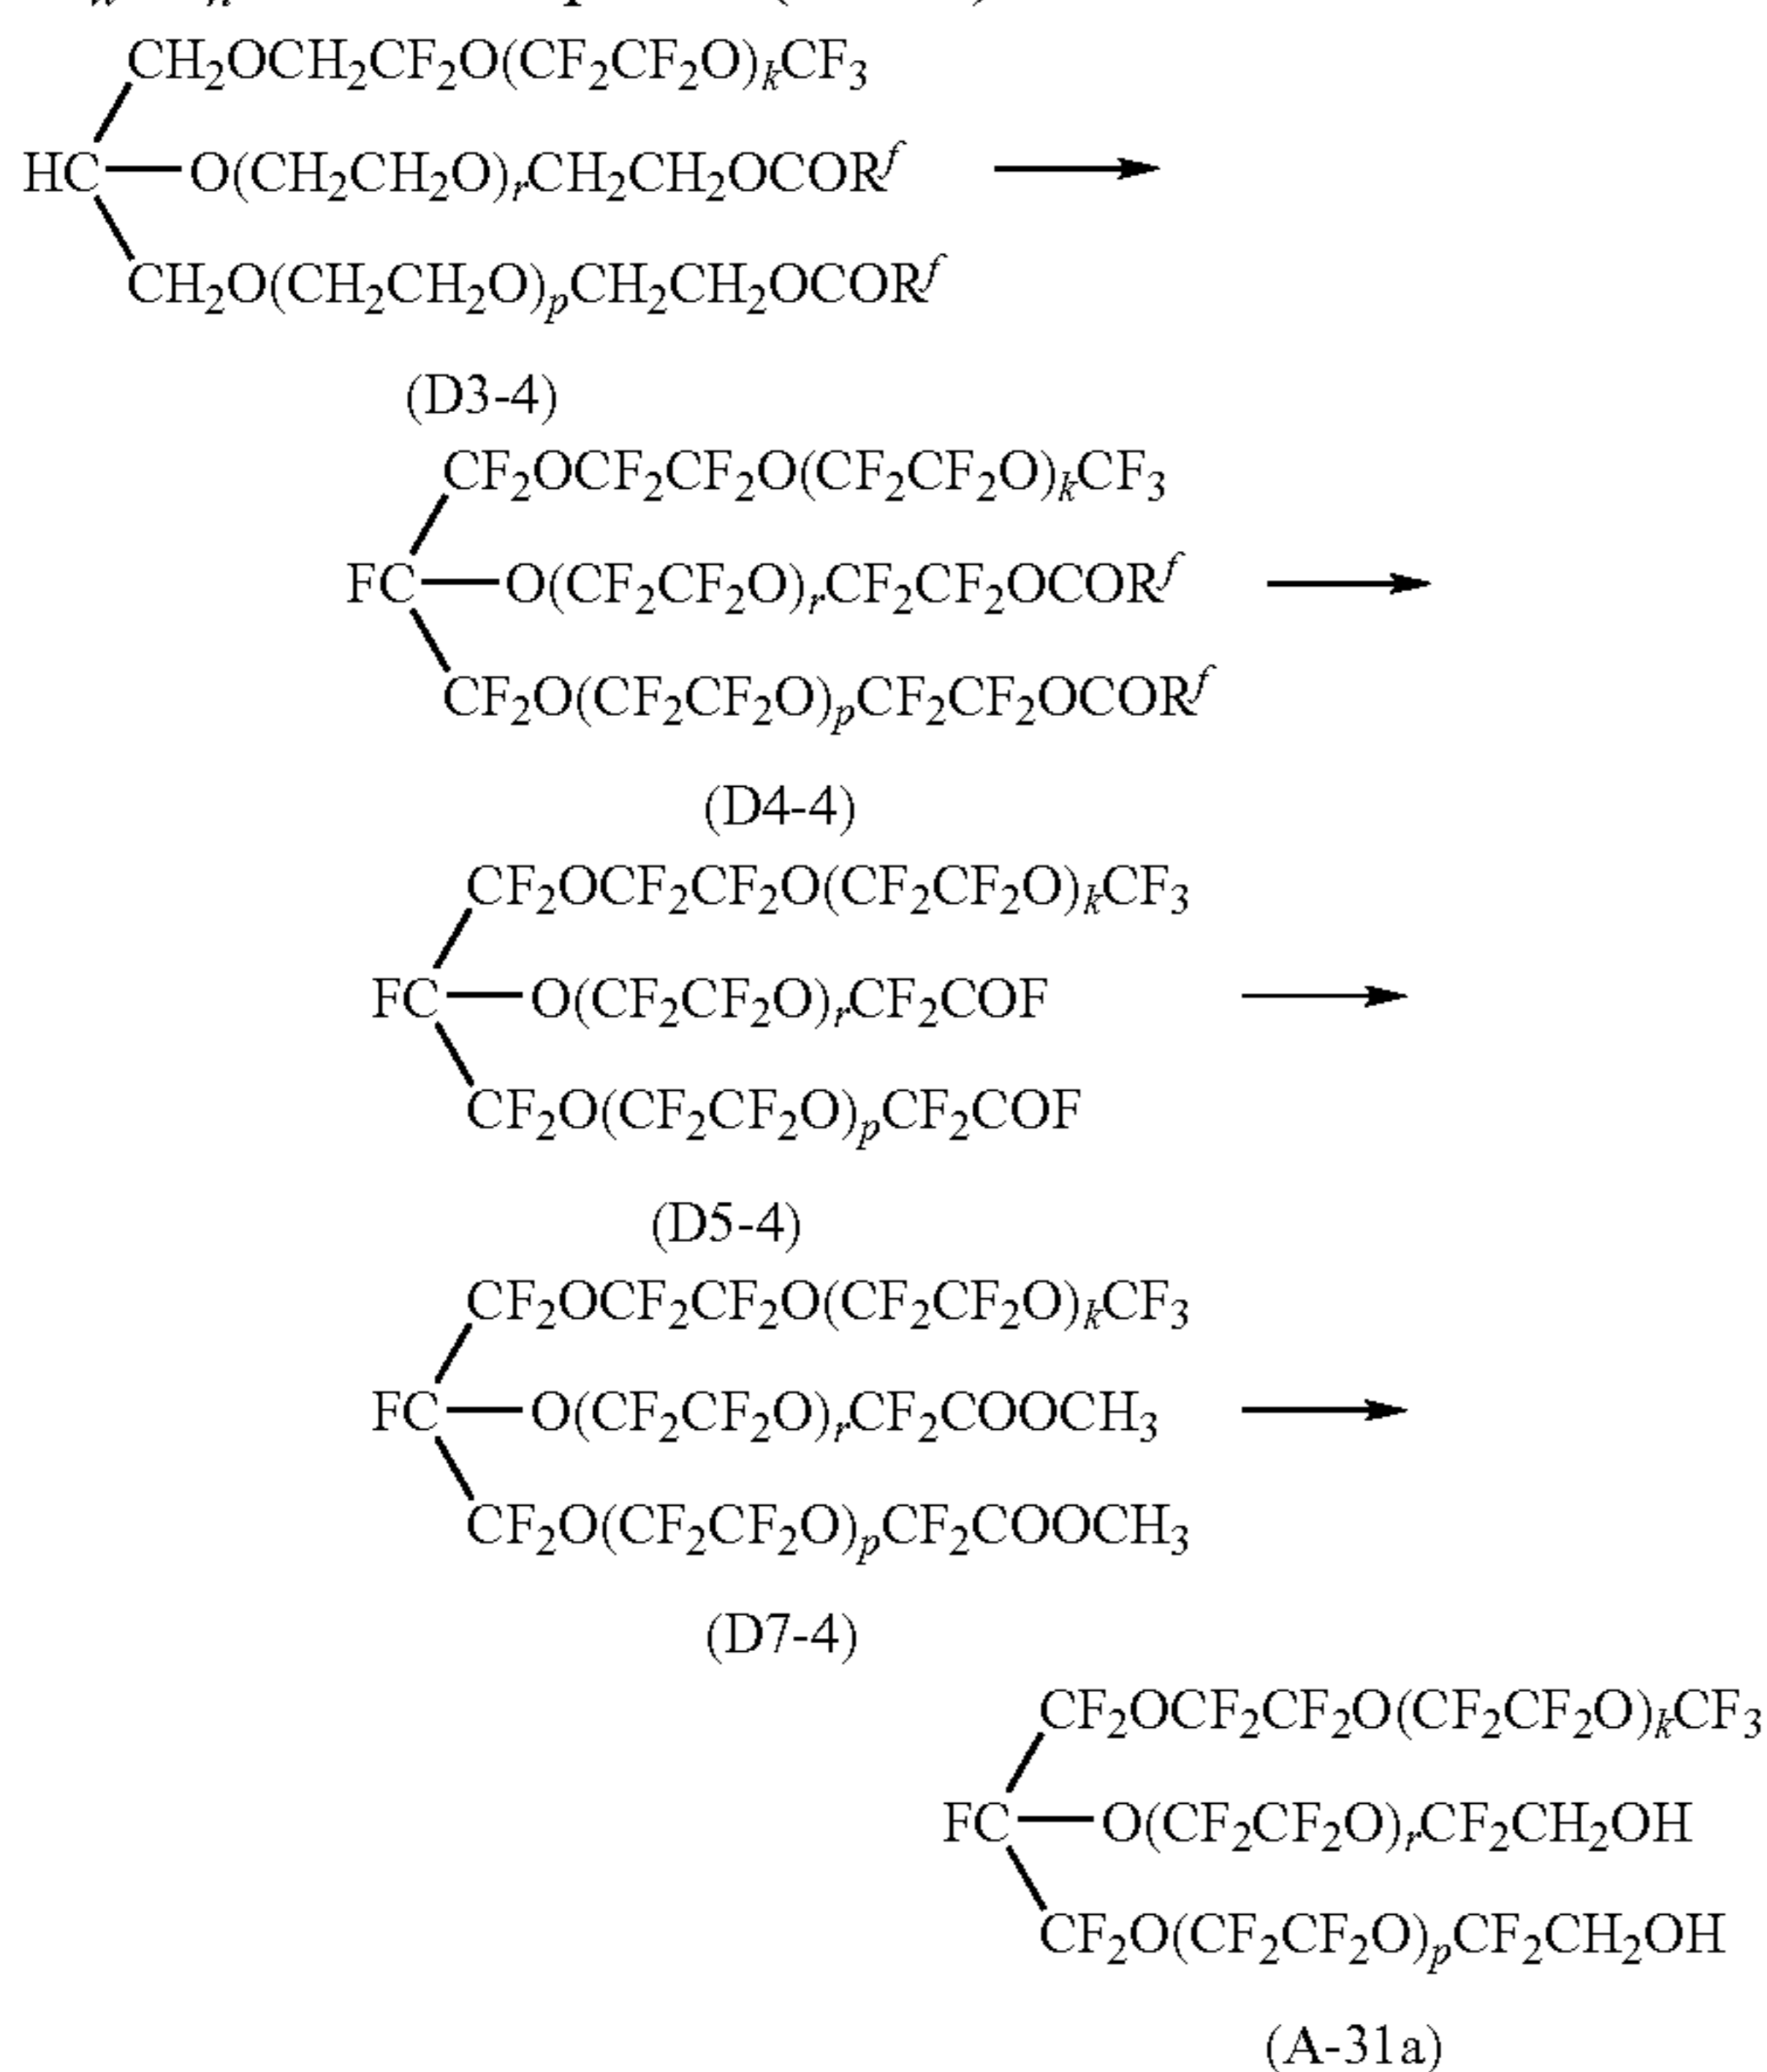 CH₂OCH₂CF₂O(CF₂CF₂O)ₖCF₃
HC—O(CH₂CH₂O)ᵣCH₂CH₂OCORᶠ
CH₂O(CH₂CH₂O)ₚCH₂CH₂OCORᶠ
(D3-4)
CF₂OCF₂CF₂O(CF₂CF₂O)ₖCF₃
FC—O(CF₂CF₂O)ᵣCF₂CF₂OCORᶠ
CF₂O(CF₂CF₂O)ₚCF₂CF₂OCORᶠ
(D4-4)
CF₂OCF₂CF₂O(CF₂CF₂O)ₖCF₃
FC—O(CF₂CF₂O)ᵣCF₂COF
CF₂O(CF₂CF₂O)ₚCF₂COF
(D5-4)
CF₂OCF₂CF₂O(CF₂CF₂O)ₖCF₃
FC—O(CF₂CF₂O)ᵣCF₂COOCH₃
CF₂O(CF₂CF₂O)ₚCF₂COOCH₃
(D7-4)
CF₂OCF₂CF₂O(CF₂CF₂O)ₖCF₃
FC—O(CF₂CF₂O)ᵣCF₂CH₂OH
CF₂O(CF₂CF₂O)ₚCF₂CH₂OH
(A-31a)